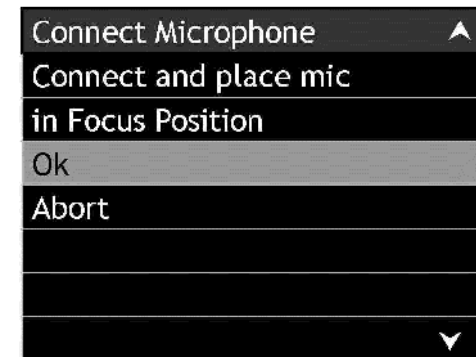 Connect Microphone
Connect and place mic
in Focus Position
Ok
Abort